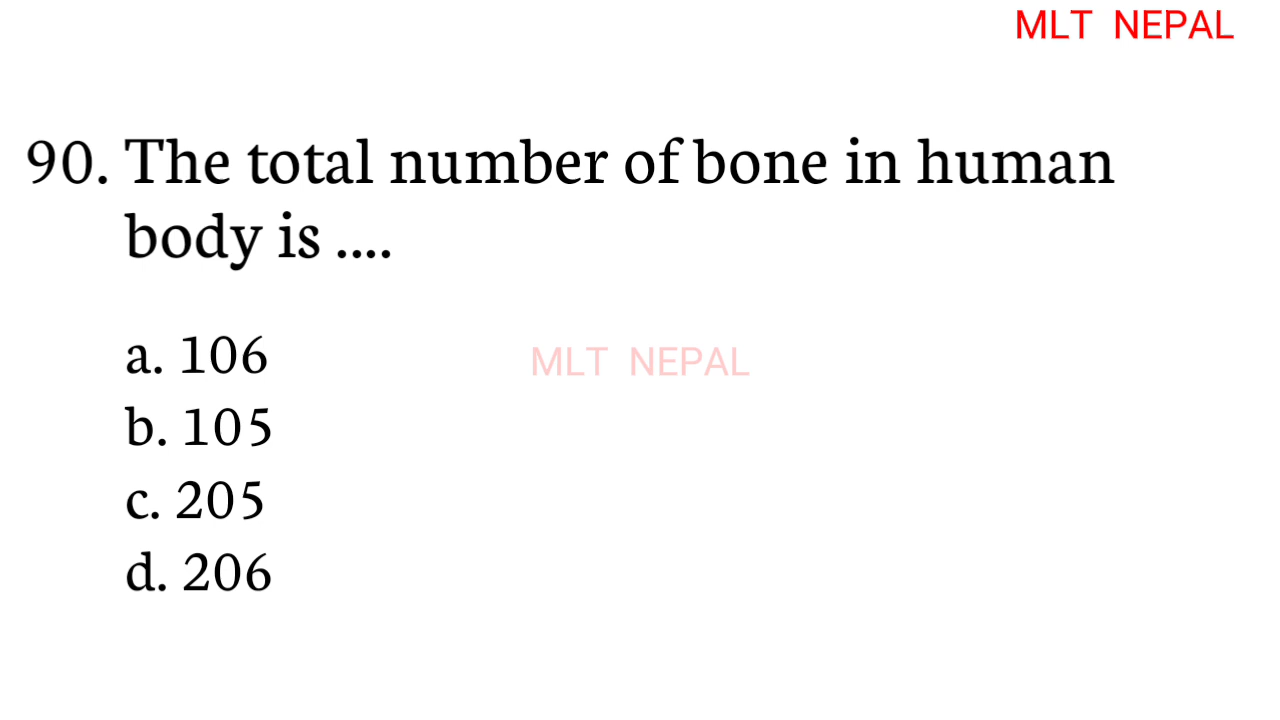 MLT NEPAL
90. The total number of bone in human
body is ....
a. 106
MLT NEPAL
b. 105
c. 205
d. 206